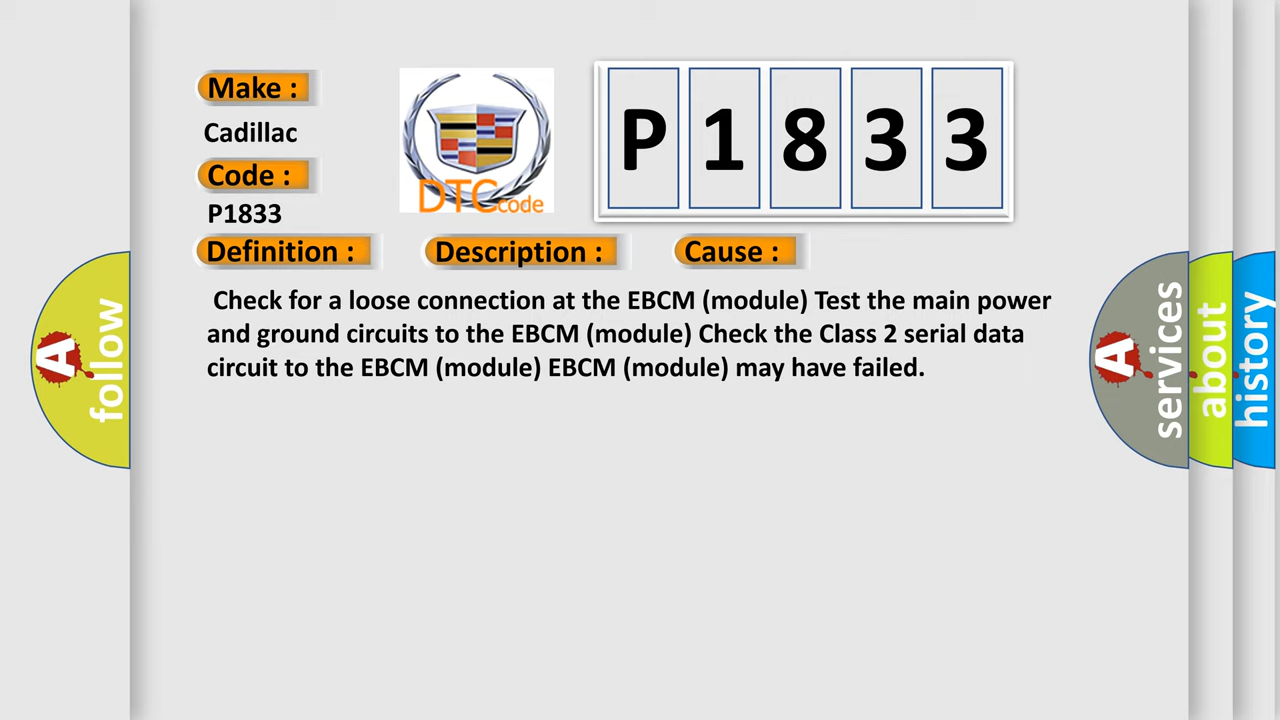 Make :
Cadillac
Code :
P1833
DTC code
P 1 8 3 3
Definition :
Description :
Cause :
Check for a loose connection at the EBCM (module) Test the main power
and ground circuits to the EBCM (module) Check the Class 2 serial data
circuit to the EBCM (module) EBCM (module) may have failed.
A
follow
A
services
about
history